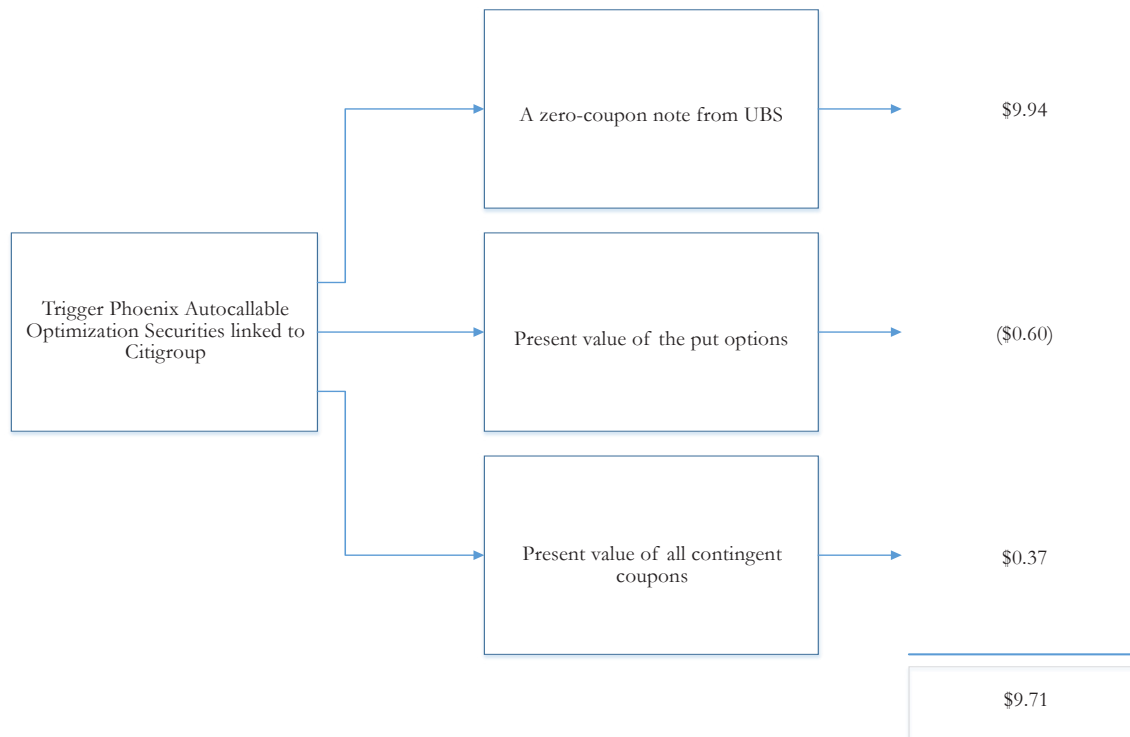 A zero-coupon note from UBS
$9.94
Trigger Phoenix Autocallable
Optimization Securities linked to
Citigroup
Present value of the put options
($0.60)
Present value of all contingent
coupons
$0.37
$9.71